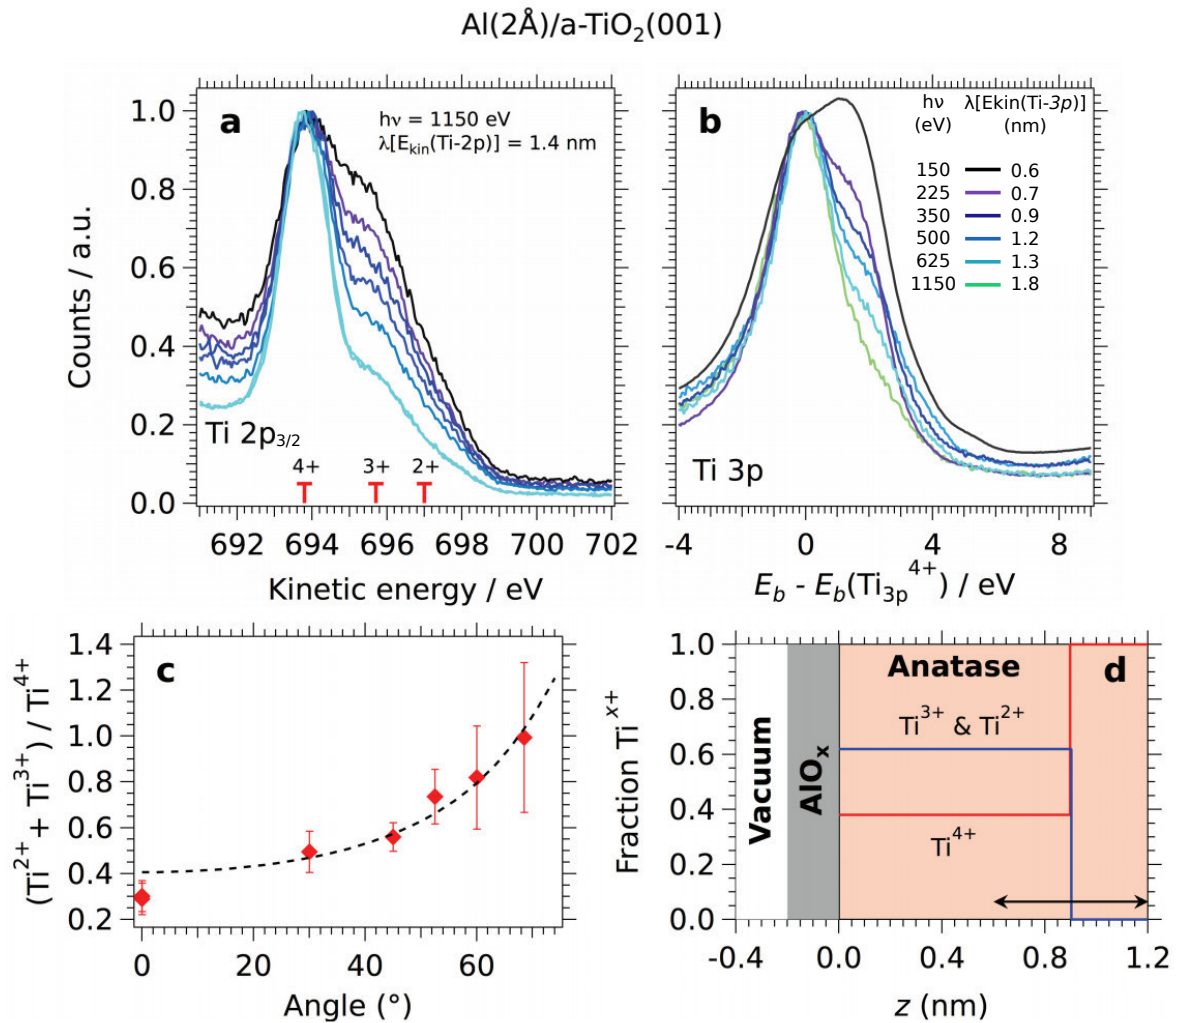 Al(2Å)/a-TiO₂(001)
a
hν = 1150 eV
λ[E_kin(Ti-2p)] = 1.4 nm
Counts / a.u.
1.0
0.8
0.6
0.4
0.2
0.0
Ti 2p₃/₂
4+ 3+ 2+
692 694 696 698 700 702
Kinetic energy / eV
b
hν λ[Ekin(Ti-3p)]
(eV) (nm)
150 0.6
225 0.7
350 0.9
500 1.2
625 1.3
1150 1.8
Ti 3p
-4 0 4 8
E_b - E_b(Ti_3p⁴⁺) / eV
c
(Ti²⁺ + Ti³⁺) / Ti⁴⁺
1.4
1.2
1.0
0.8
0.6
0.4
0.2
0 20 40 60
Angle (°)
d
Fraction Ti ˣ⁺
1.0
0.8
0.6
0.4
0.2
0.0
Vacuum
AlOₓ
Anatase
Ti³⁺ & Ti²⁺
Ti⁴⁺
-0.4 0.0 0.4 0.8 1.2
z (nm)